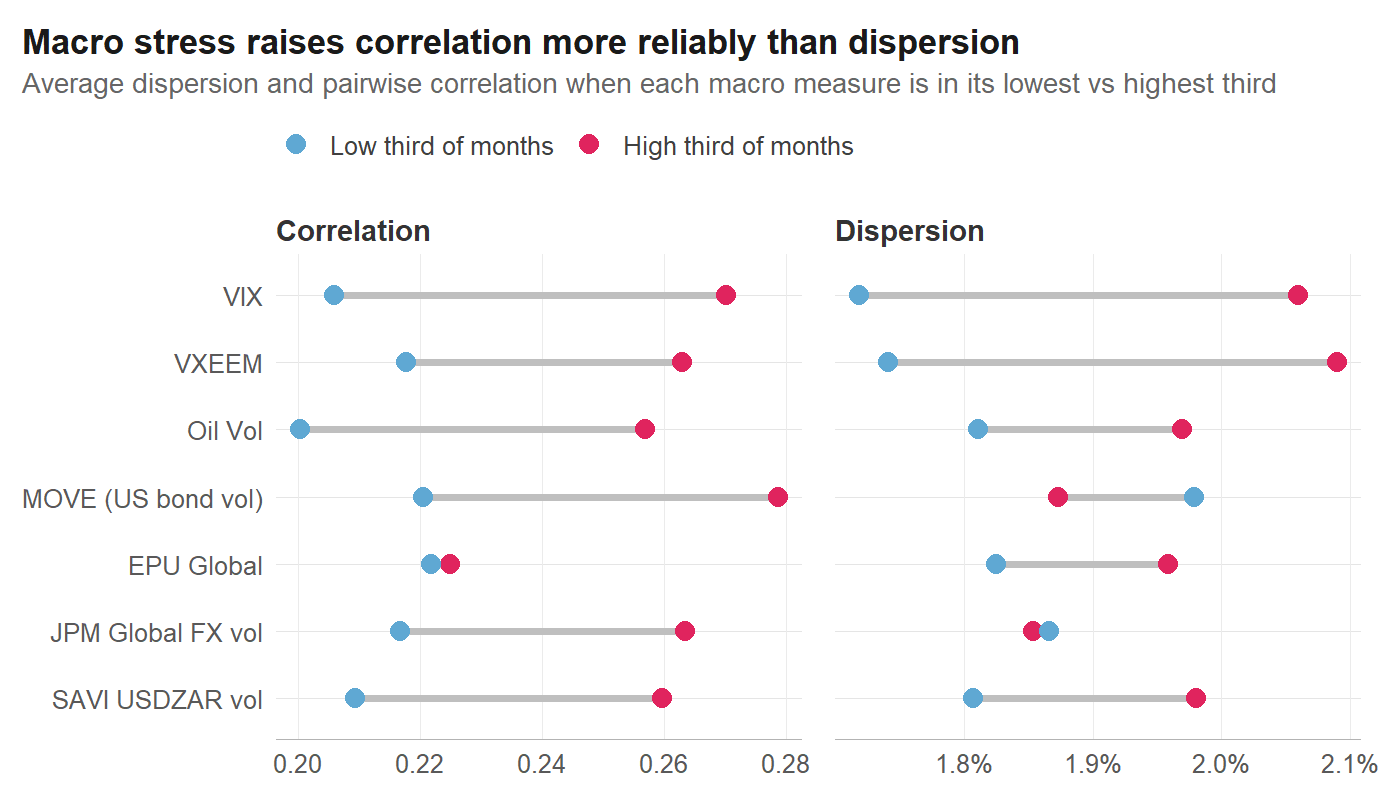 Macro stress raises correlation more reliably than dispersion
Average dispersion and pairwise correlation when each macro measure is in its lowest vs highest third
Low third of months High third of months
Correlation Dispersion
VIX
VXEEM
Oil Vol
MOVE (US bond vol)
EPU Global
JPM Global FX vol
SAVI USDZAR vol
0.20 0.22 0.24 0.26 0.28 1.8% 1.9% 2.0% 2.1%